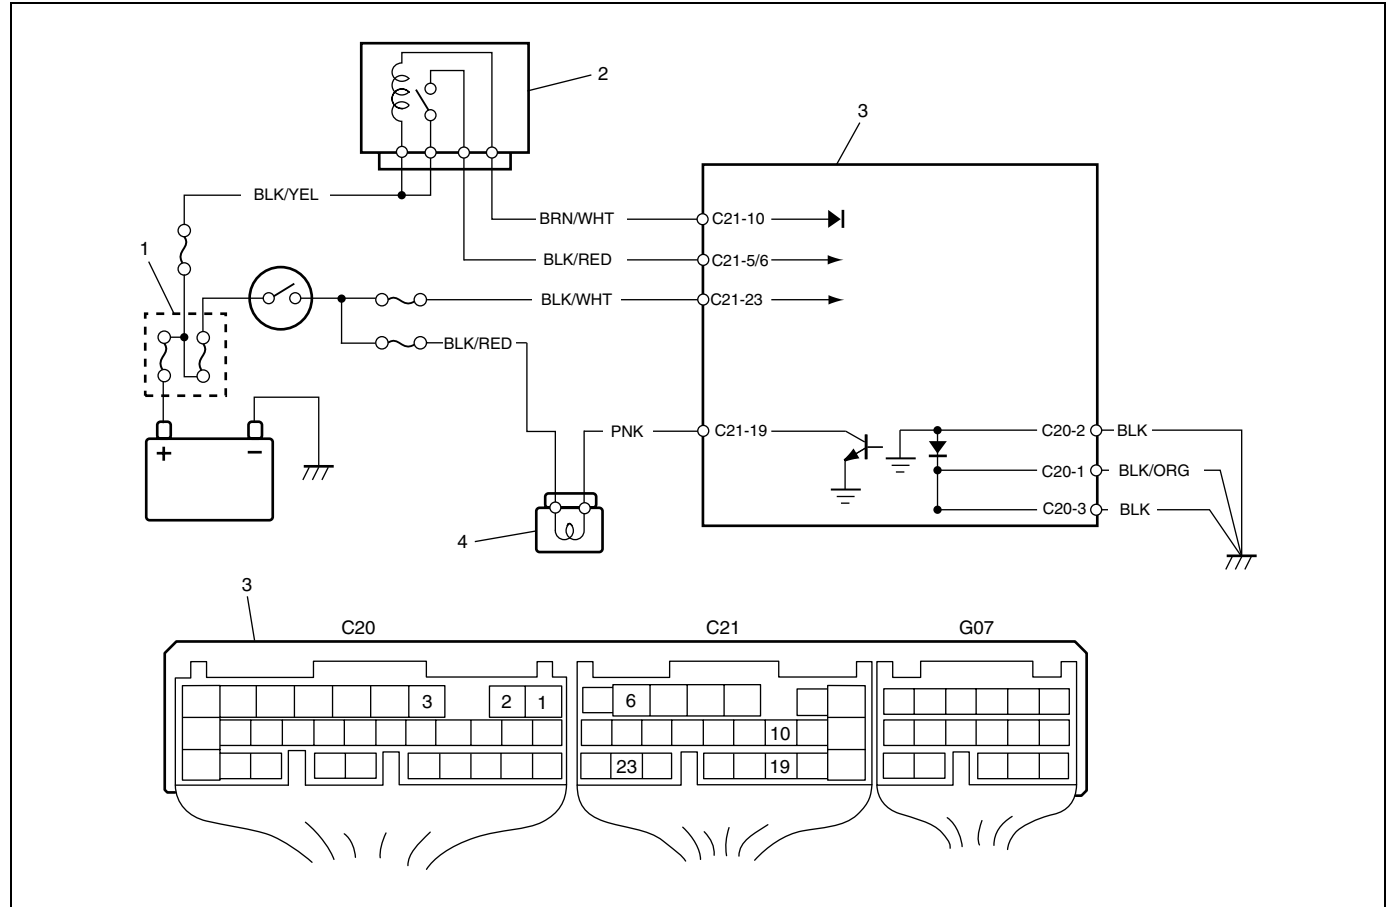 2
3
BLK/YEL
BRN/WHT C21-10
1
BLK/RED C21-5/6
BLK/WHT C21-23
BLK/RED
PNK C21-19 C20-2 BLK
+ −
C20-1 BLK/ORG
C20-3 BLK
4
3
C20 C21 G07
3 2 1 6
10
23 19